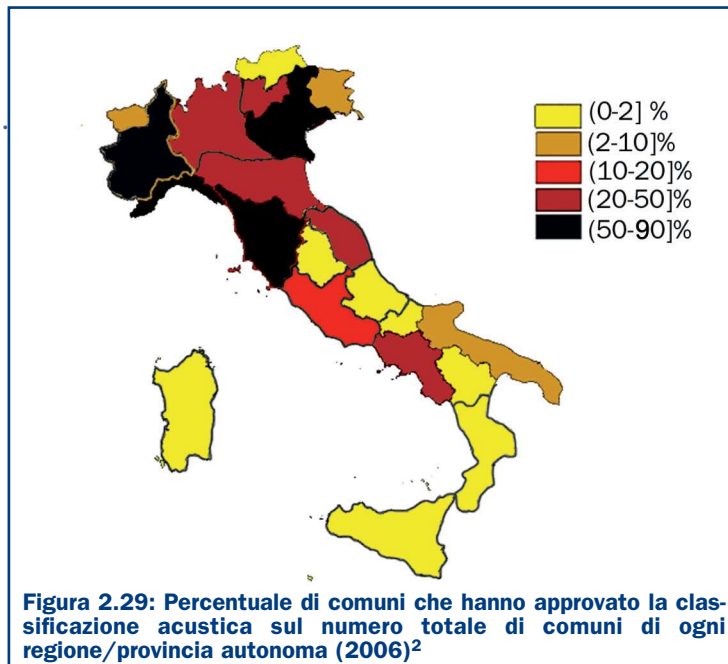 (0-2] %
(2-10]%
(10-20]%
(20-50]%
(50-90]%
Figura 2.29: Percentuale di comuni che hanno approvato la clas-
sificazione acustica sul numero totale di comuni di ogni
regione/provincia autonoma (2006)2